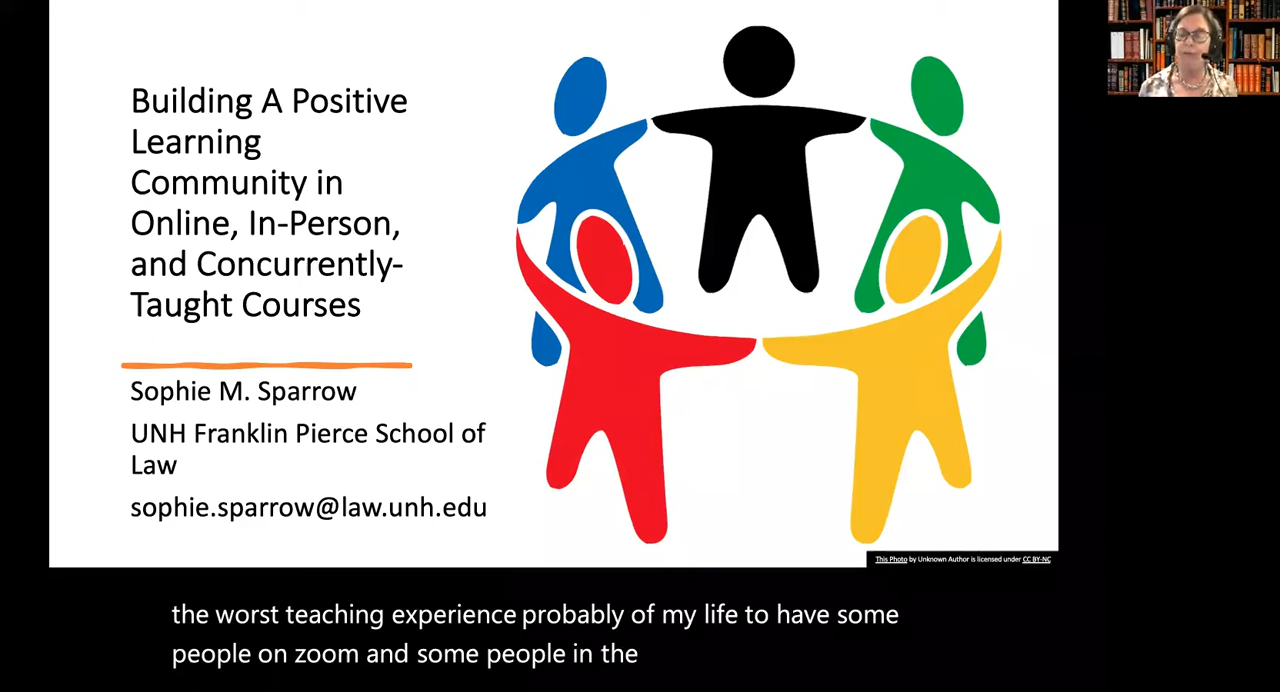 Building A Positive
Learning
Community in
Online, In-Person,
and Concurrently-
Taught Courses
Sophie M. Sparrow
UNH Franklin Pierce School of
Law
sophie.sparrow@law.unh.edu
This Photo by Unknown Author is licensed under CC BY-NC
the worst teaching experience probably of my life to have some
people on zoom and some people in the